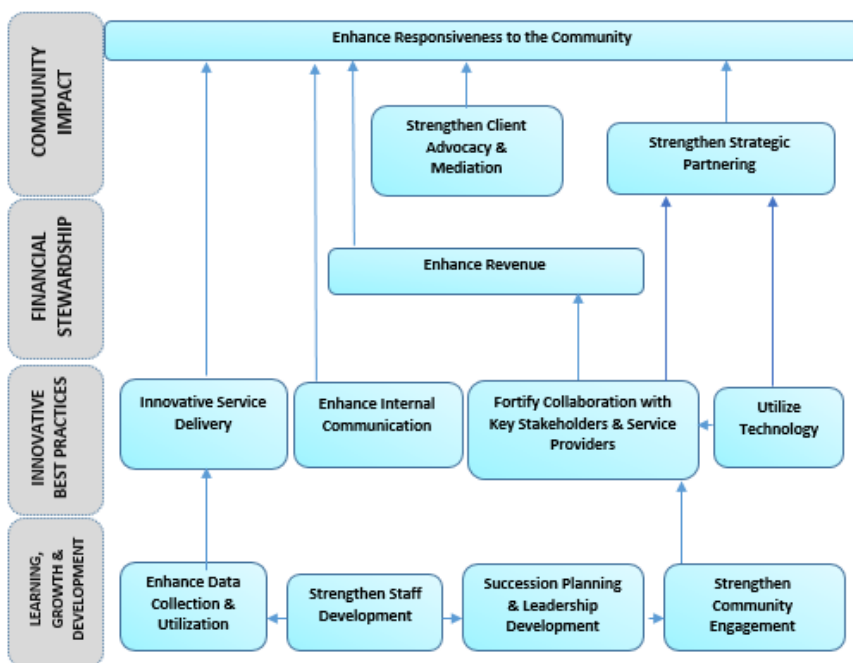 COMMUNITY
IMPACT
Enhance Responsiveness to the Community
Strengthen Client
Advocacy &
Mediation
Strengthen Strategic
Partnering
FINANCIAL
STEWARDSHIP
Enhance Revenue
INNOVATIVE
BEST PRACTICES
Innovative Service
Delivery
Enhance Internal
Communication
Fortify Collaboration with
Key Stakeholders & Service
Providers
Utilize
Technology
LEARNING,
GROWTH &
DEVELOPMENT
Enhance Data
Collection &
Utilization
Strengthen Staff
Development
Succession Planning
& Leadership
Development
Strengthen
Community
Engagement